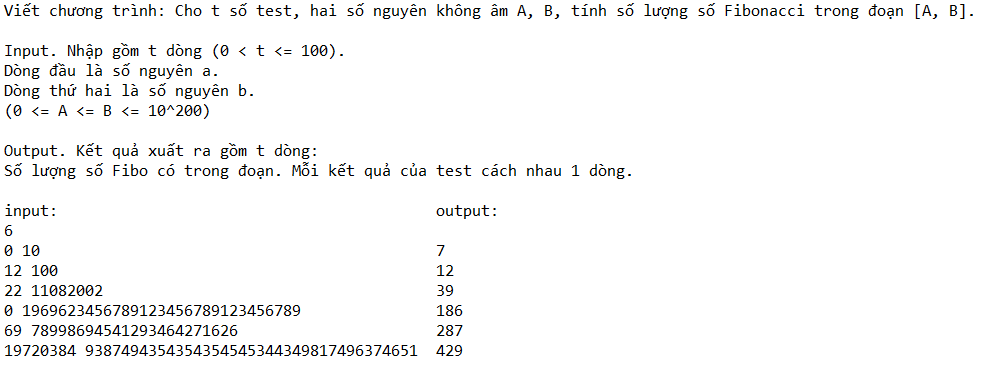 Viết chương trình: Cho t số test, hai số nguyên không âm A, B, tính số lượng số Fibonacci trong đoạn [A, B].
Input. Nhập gồm t dòng (0 < t <= 100).
Dòng đầu là số nguyên a.
Dòng thứ hai là số nguyên b.
(0 <= A <= B <= 10^200)
Output. Kết quả xuất ra gồm t dòng:
Số lượng số Fibo có trong đoạn. Mỗi kết quả của test cách nhau 1 dòng.
input: output:
6
0 10 7
12 100 12
22 11082002 39
0 1969623456789123456789123456789 186
69 78998694541293464271626 287
19720384 9387494354354354545344349817496374651 429